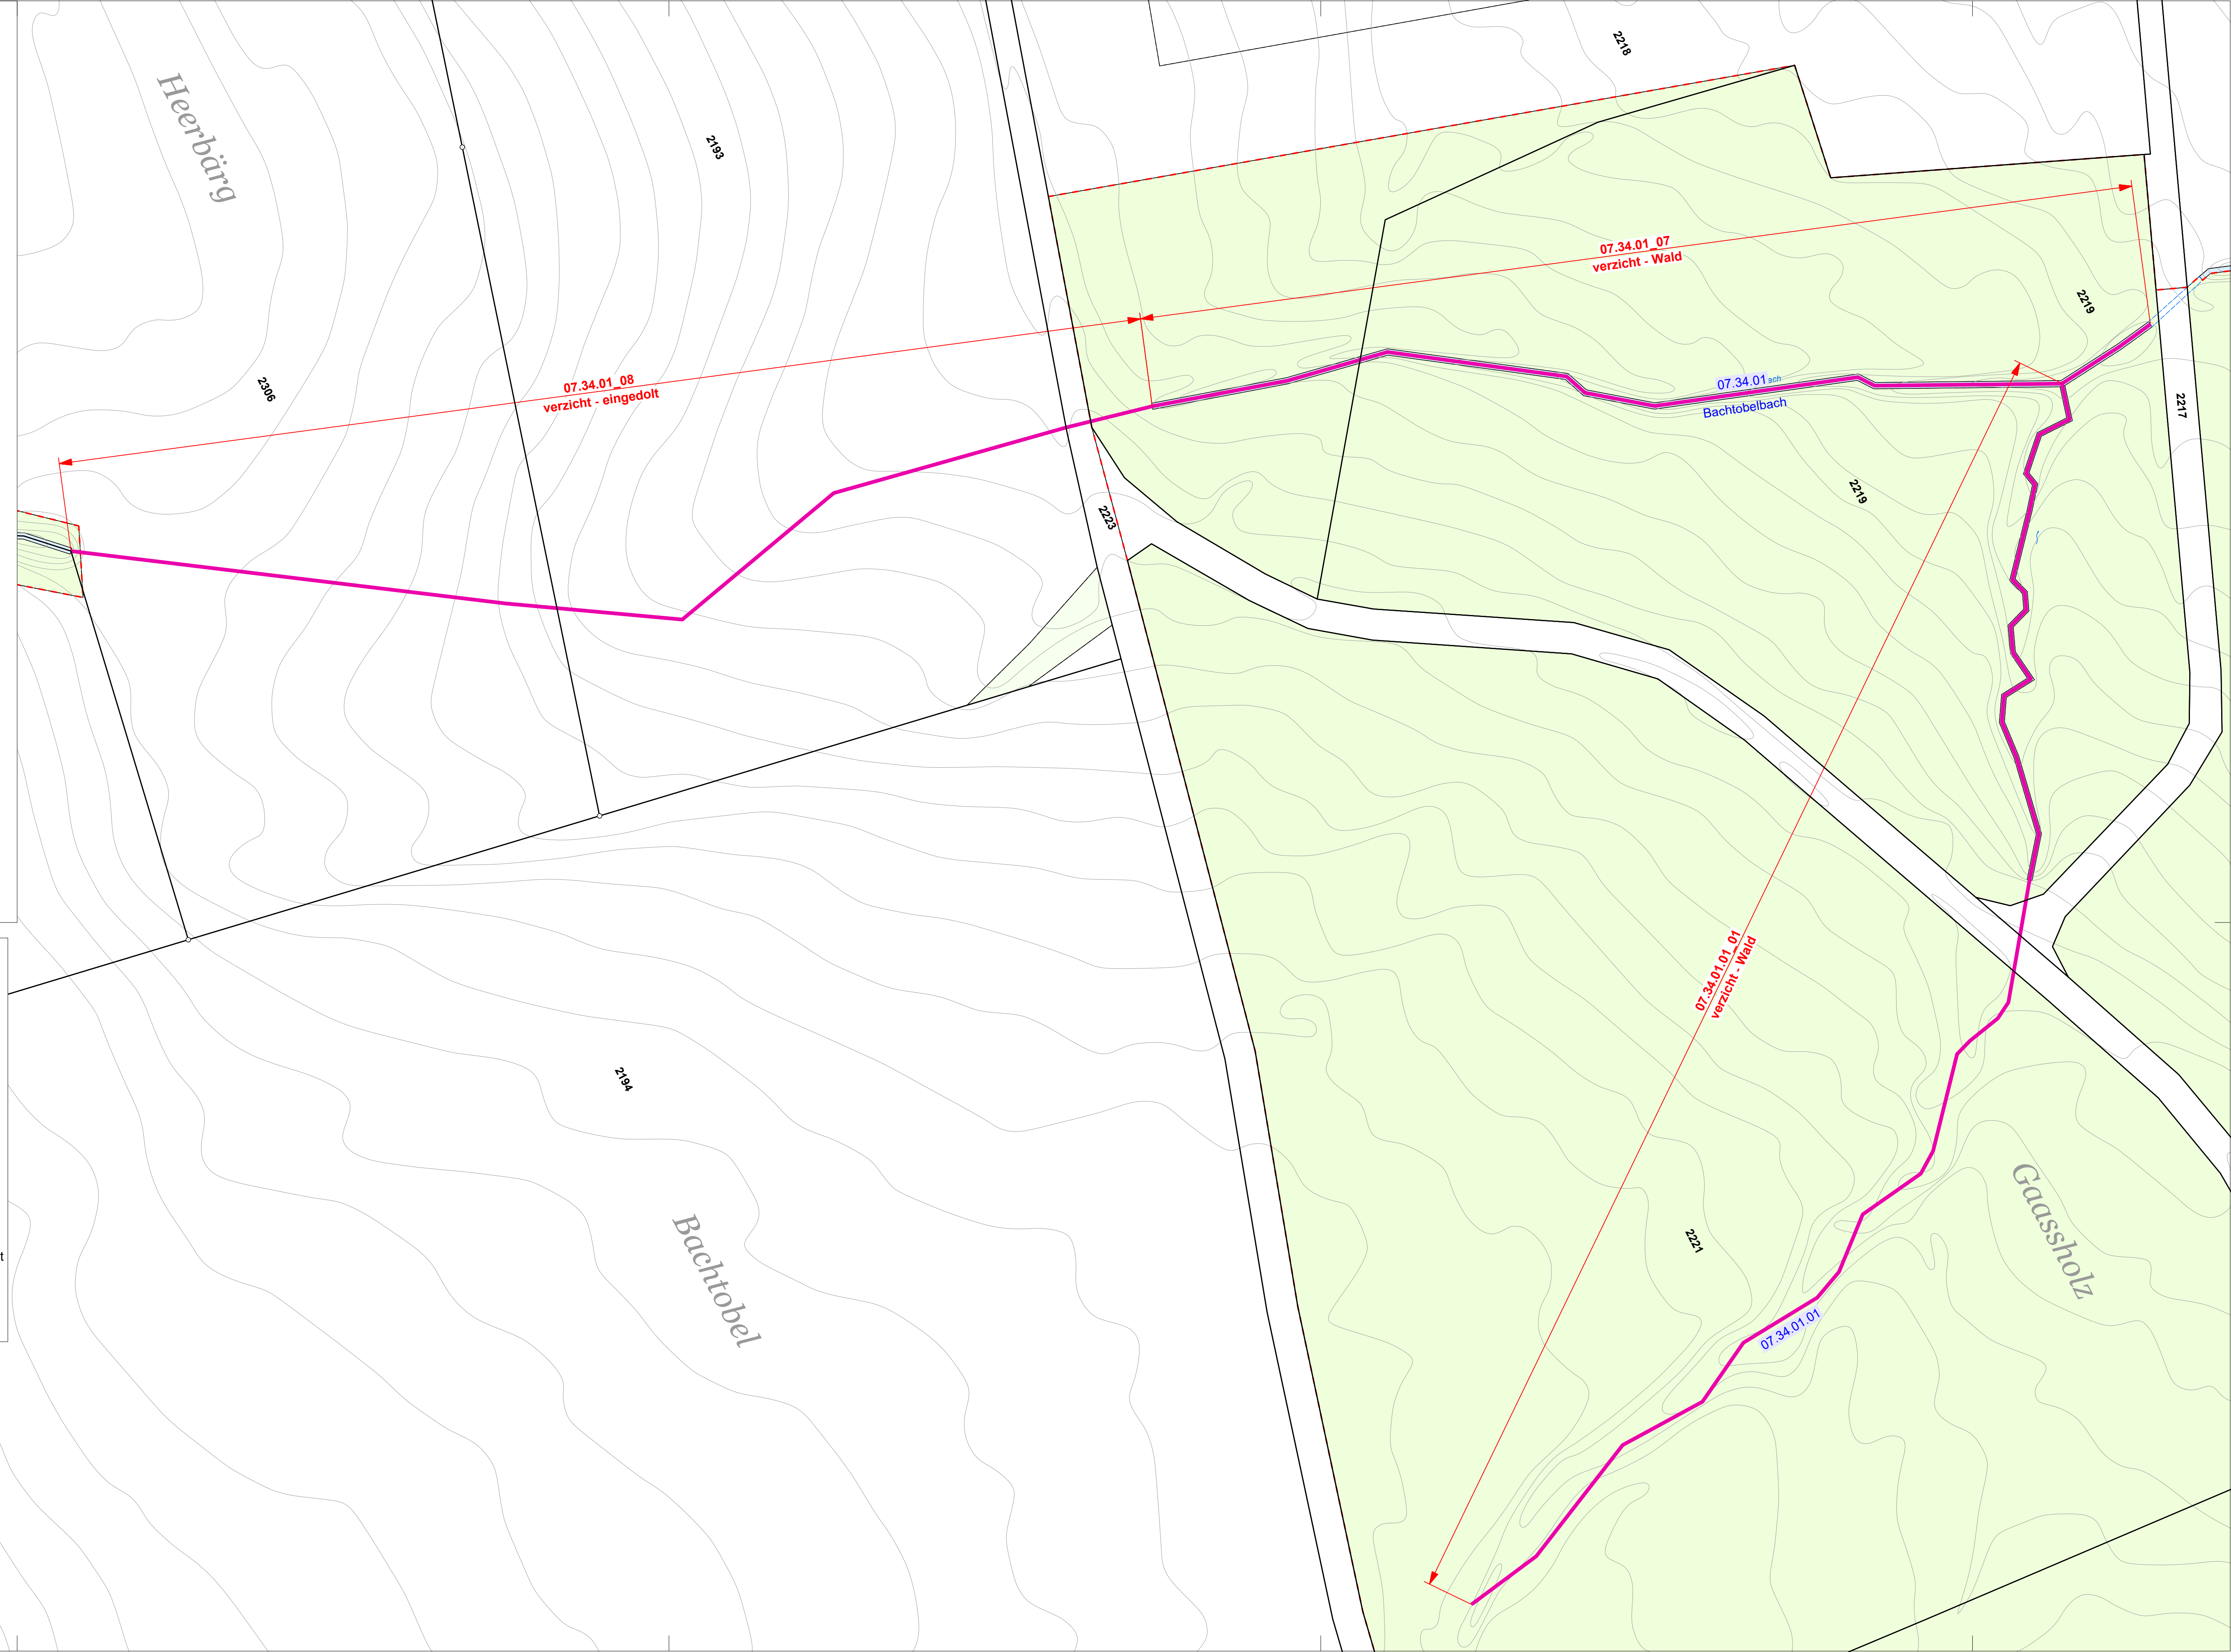 2218
Heerbärg
2193
07.34.01_07
verzicht - Wald
2219
07.34.01_08
verzicht - eingedolt
2306
07.34.01
Bachtobelbach
2217
2219
2223
07.34.01.01_01
verzicht - Wald
2194
Bachtobel
2221
Gaassholz
t
07.34.01.01